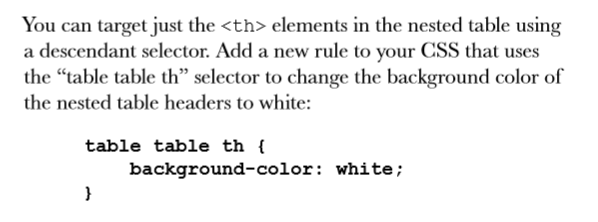 You can target just the <th> elements in the nested table using
a descendant selector. Add a new rule to your CSS that uses
the “table table th” selector to change the background color of
the nested table headers to white:
table table th {
    background-color: white;
}